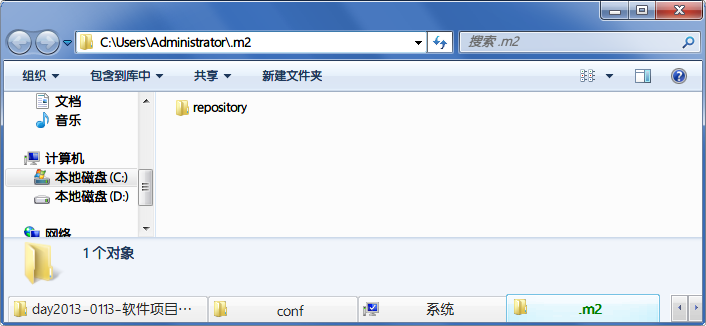 C:\Users\Administrator\.m2
搜索 .m2
组织 包含到库中 共享 新建文件夹
文档
音乐
计算机
本地磁盘 (C:)
本地磁盘 (D:)
网络
repository
1 个对象
day2013-0113-软件项目…
conf
系统
.m2